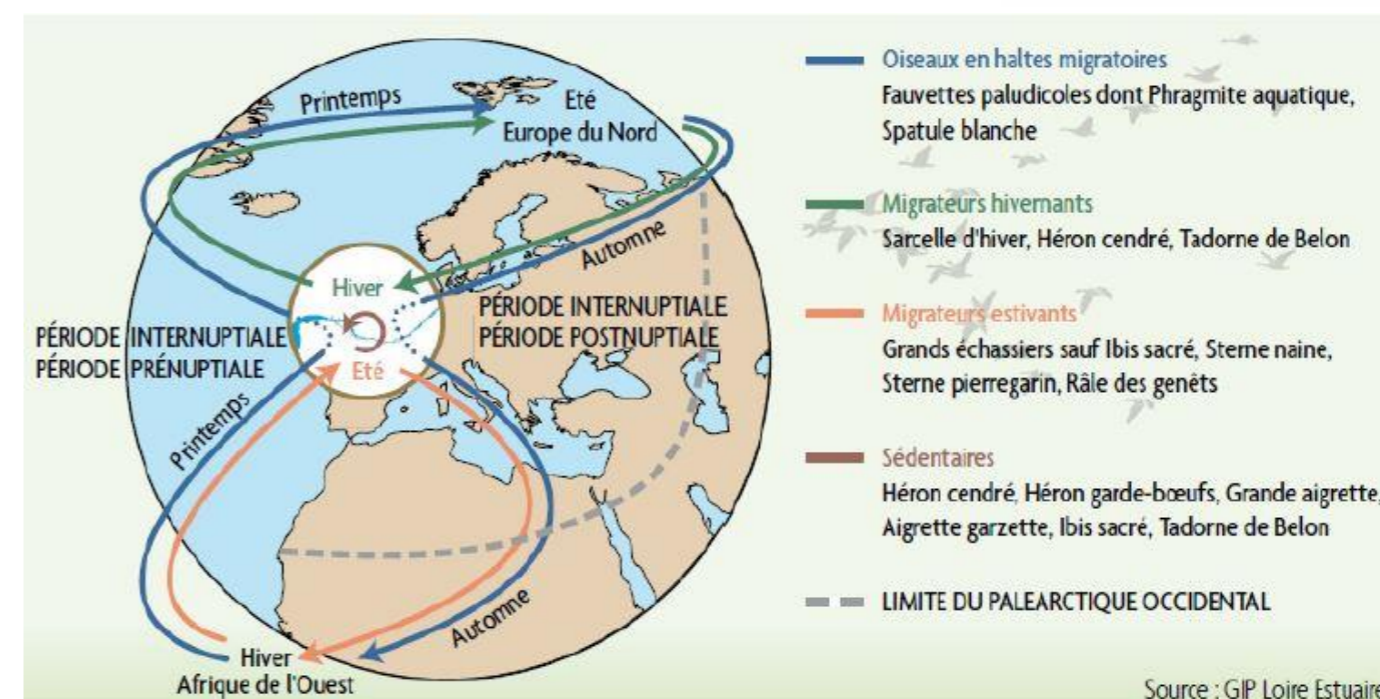 Printemps
Eté
Europe du Nord
Automne
Hiver
PÉRIODE INTERNUPTIALE
PÉRIODE PRÉNUPTIALE
PÉRIODE INTERNUPTIALE
PÉRIODE POSTNUPTIALE
Eté
Printemps
Automne
Hiver
Afrique de l'Ouest
Oiseaux en haltes migratoires
Fauvettes paludicoles dont Phragmite aquatique,
Spatule blanche
Migrateurs hivernants
Sarcelle d'hiver, Héron cendré, Tadorne de Belon
Migrateurs estivants
Grands échassiers sauf Ibis sacré, Sterne naine,
Sterne pierregarin, Râle des genêts
Sédentaires
Héron cendré, Héron garde-bœufs, Grande aigrette,
Aigrette garzette, Ibis sacré, Tadorne de Belon
LIMITE DU PALEARCTIQUE OCCIDENTAL
Source : GIP Loire Estuaire